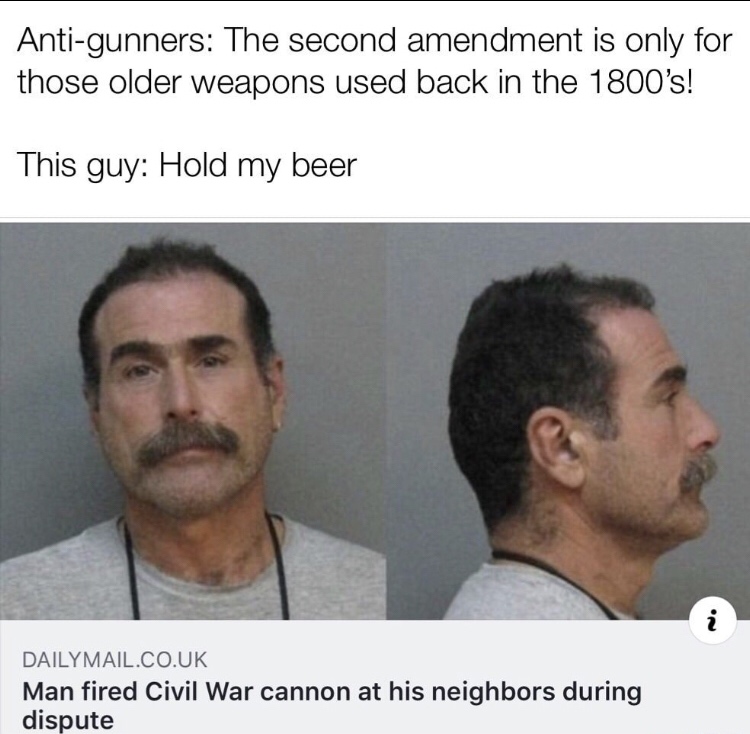 Anti-gunners: The second amendment is only for
those older weapons used back in the 1800's!
This guy: Hold my beer
i
DAILYMAIL.CO.UK
Man fired Civil War cannon at his neighbors during
dispute